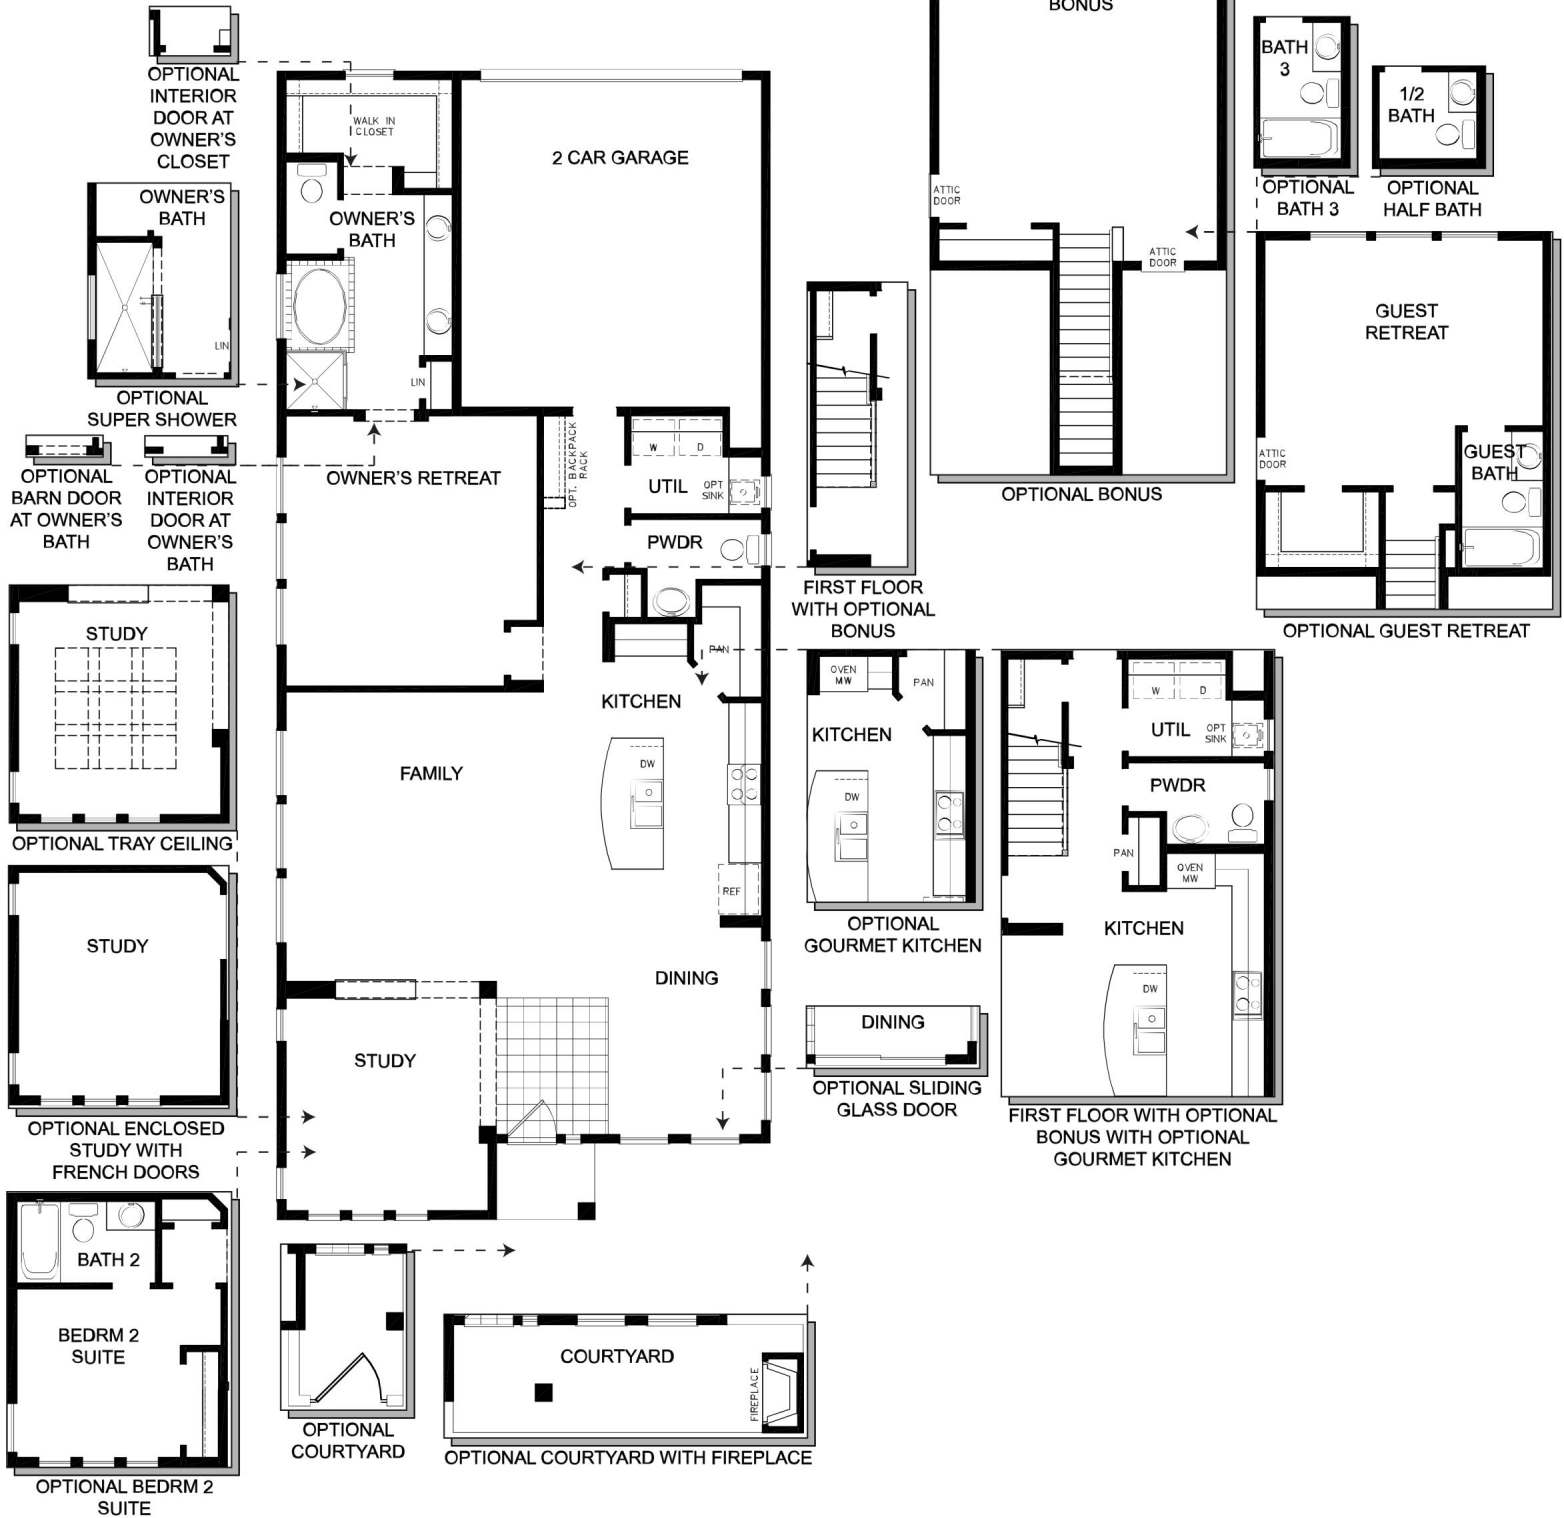 OPTIONAL
INTERIOR
DOOR AT
OWNER'S
CLOSET
WALK IN
CLOSET
2 CAR GARAGE
OWNER'S
BATH
LIN
OPTIONAL
SUPER SHOWER
OWNER'S
BATH
LIN
OPTIONAL
BARN DOOR
AT OWNER'S
BATH
OPTIONAL
INTERIOR
DOOR AT
OWNER'S
BATH
OWNER'S RETREAT
OPT. BACKPACK
RACK
W
D
UTIL
OPT
SINK
PWDR
PAN
KITCHEN
DW
REF
FAMILY
DINING
STUDY
STUDY
OPTIONAL TRAY CEILING
STUDY
OPTIONAL ENCLOSED
STUDY WITH
FRENCH DOORS
BATH 2
BEDRM 2
SUITE
OPTIONAL BEDRM 2
SUITE
OPTIONAL
COURTYARD
COURTYARD
FIREPLACE
OPTIONAL COURTYARD WITH FIREPLACE
FIRST FLOOR
WITH OPTIONAL
BONUS
BONUS
ATTIC
DOOR
ATTIC
DOOR
OPTIONAL BONUS
BATH
3
OPTIONAL
BATH 3
1/2
BATH
OPTIONAL
HALF BATH
GUEST
RETREAT
ATTIC
DOOR
GUEST
BATH
OPTIONAL GUEST RETREAT
OVEN
MW
PAN
KITCHEN
DW
OPTIONAL
GOURMET KITCHEN
DINING
OPTIONAL SLIDING
GLASS DOOR
W
D
UTIL
OPT
SINK
PWDR
PAN
OVEN
MW
KITCHEN
DW
FIRST FLOOR WITH OPTIONAL
BONUS WITH OPTIONAL
GOURMET KITCHEN